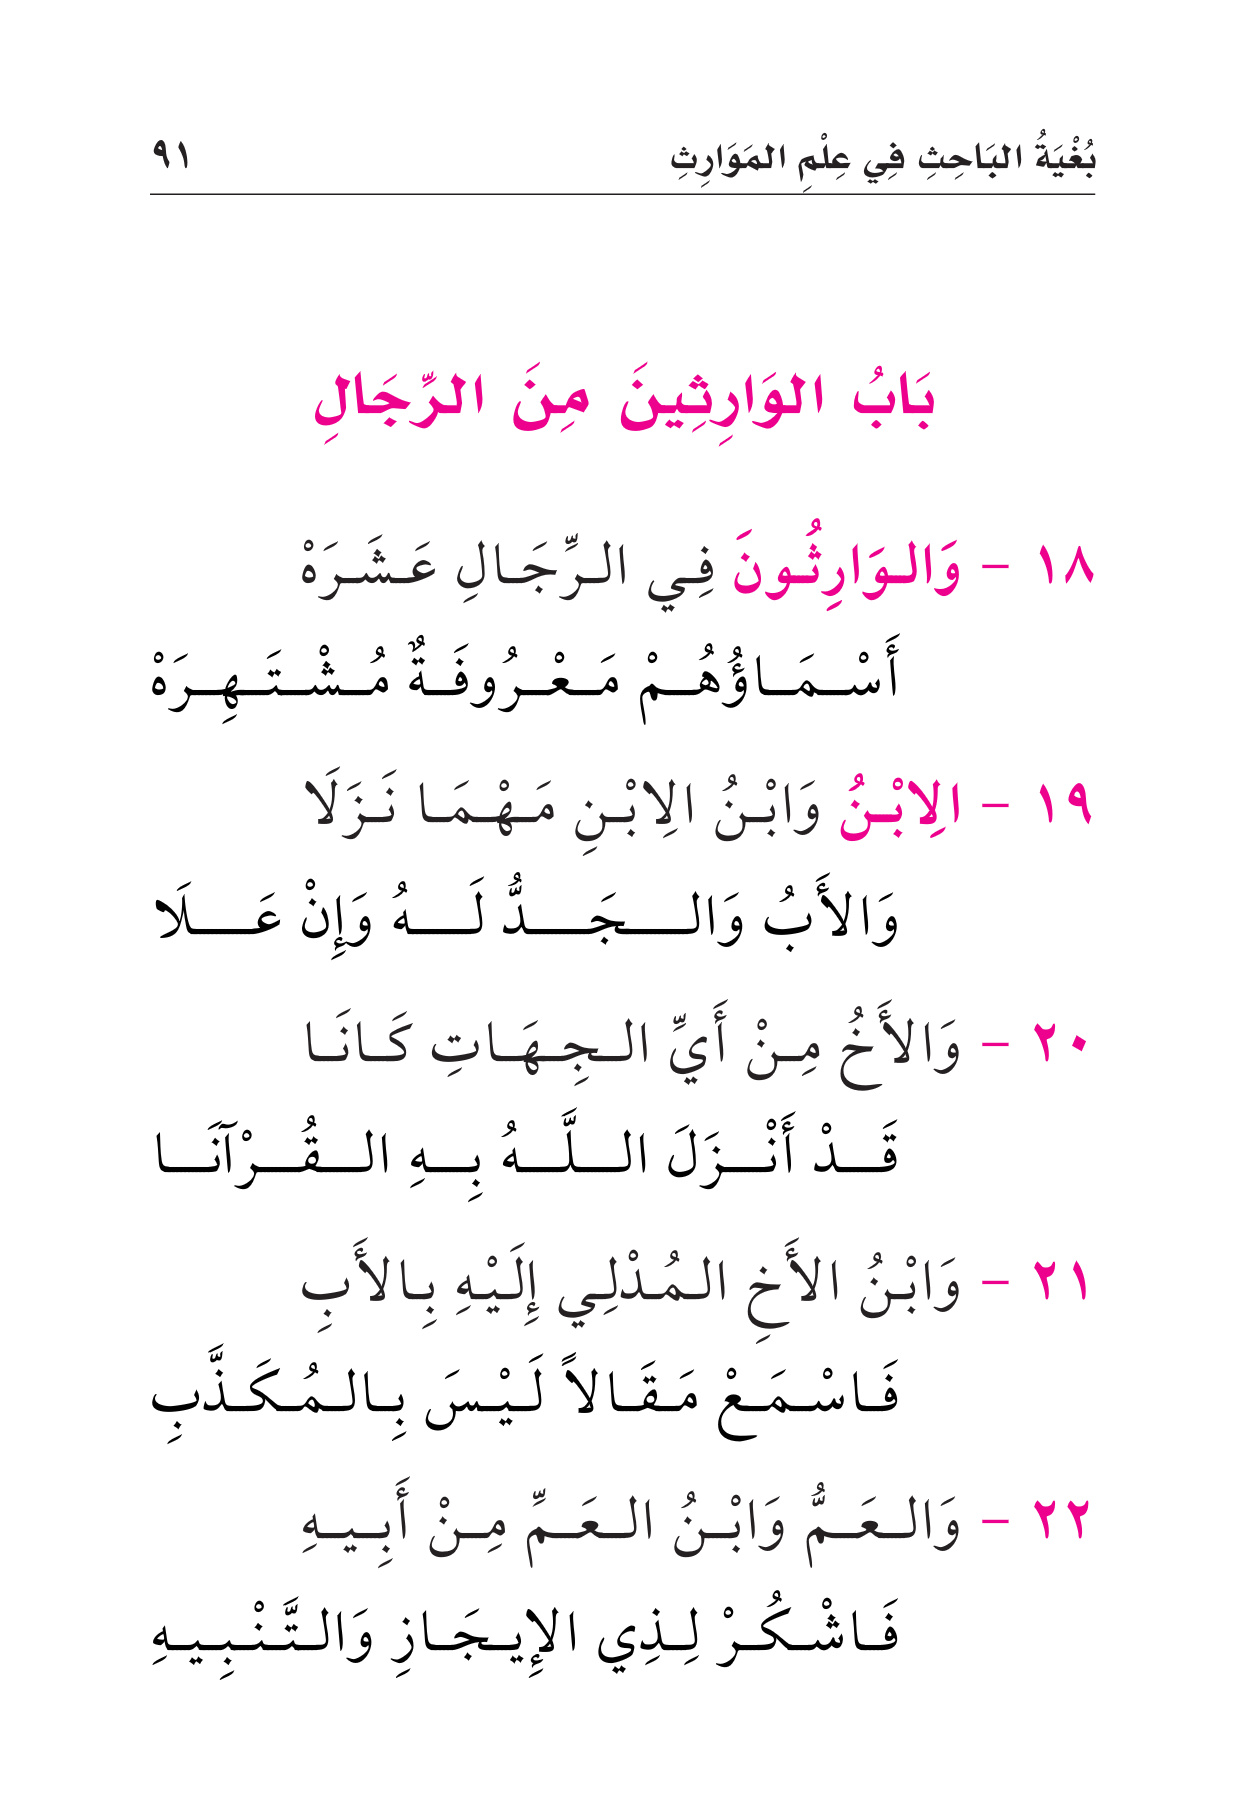 بُغْيَةُ البَاحِثِ فِي عِلْمِ المَوَارِثِ ٩١
بَابُ الوَارِثِينَ مِنَ الرِّجَالِ
١٨ - وَالوَارِثُونَ فِي الرِّجَالِ عَشَرَهْ
أَسْمَاؤُهُمْ مَعْرُوفَةٌ مُشْتَهِرَهْ
١٩ - الِابْنُ وَابْنُ الِابْنِ مَهْمَا نَزَلَا
وَالأَبُ وَالجَدُّ لَهُ وَإِنْ عَلَا
٢٠ - وَالأَخُ مِنْ أَيِّ الجِهَاتِ كَانَا
قَدْ أَنْزَلَ اللَّهُ بِهِ القُرْآنَا
٢١ - وَابْنُ الأَخِ المُدْلِي إِلَيْهِ بِالأَبِ
فَاسْمَعْ مَقَالاً لَيْسَ بِالمُكَذَّبِ
٢٢ - وَالعَمُّ وَابْنُ العَمِّ مِنْ أَبِيهِ
فَاشْكُرْ لِذِي الإِيجَازِ وَالتَّنْبِيهِ